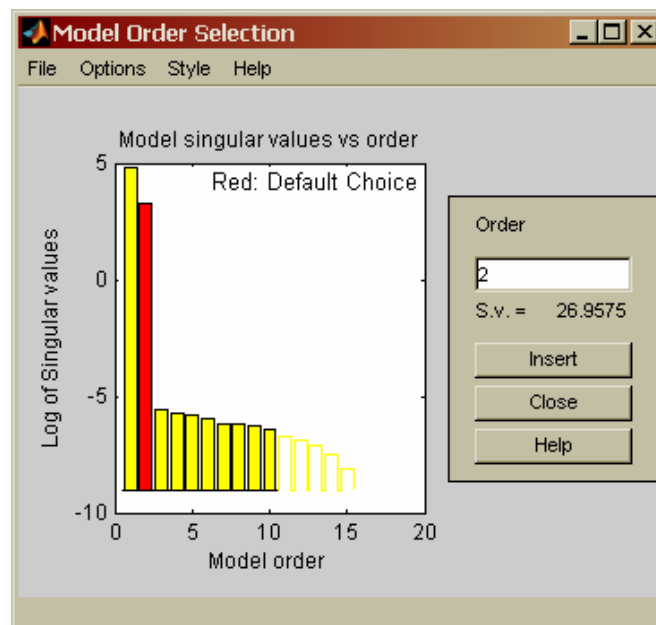 Model Order Selection
File Options Style Help
Model singular values vs order
Red: Default Choice
Log of Singular values
5
0
-5
-10
0 5 10 15 20
Model order
Order
2
S.v. = 26.9575
Insert
Close
Help